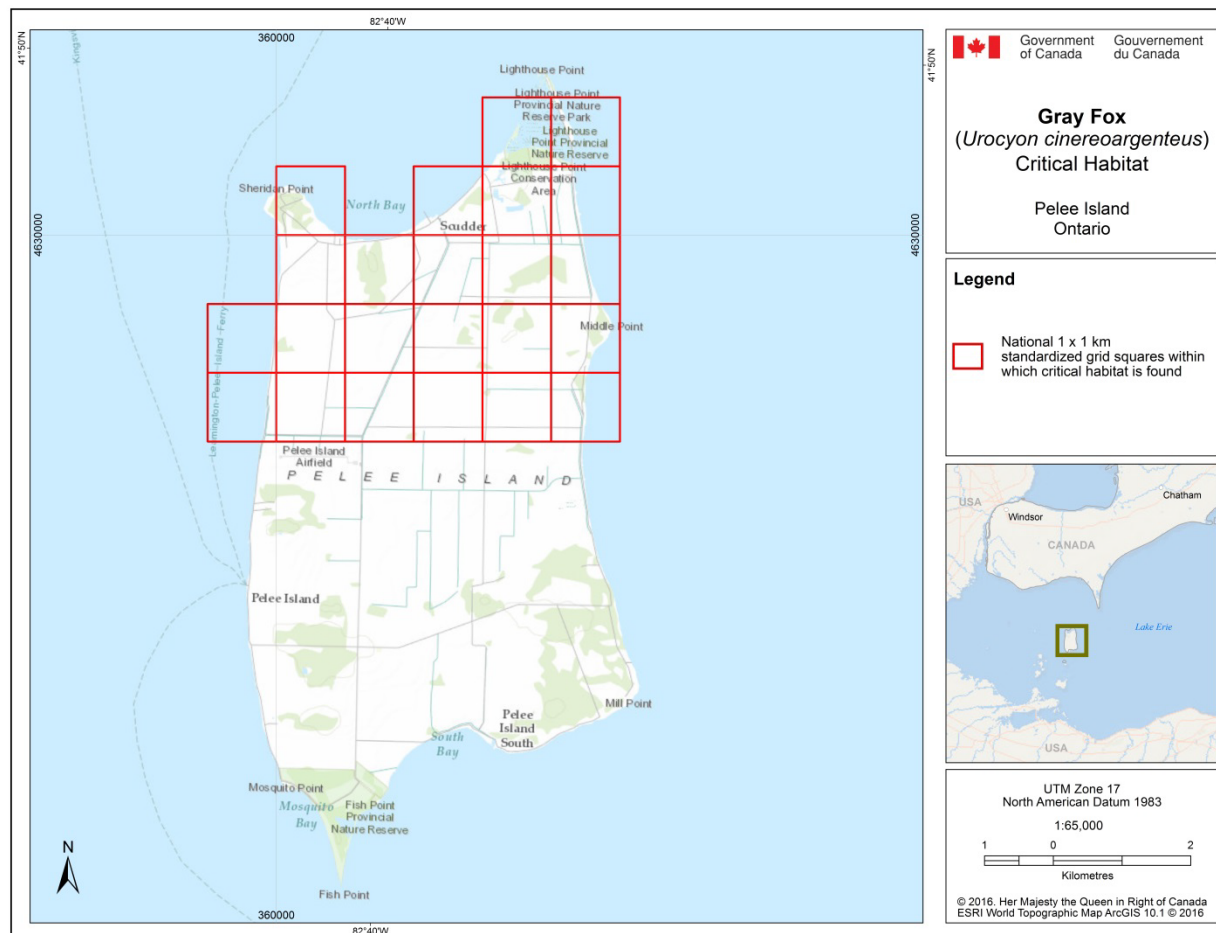 82°40'W
360000
41°50'N
41°50'N
Kingsv
Lighthouse Point
Lighthouse Point
Provincial Nature
Reserve Park
Lighthouse
Point Provincial
Nature Reserve
Lighthouse Point
Conservation
Area
Sheridan Point
North Bay
Scudder
4630000
4630000
Middle Point
Leamington-Pelee-Island-Ferry
Pelee Island
Airfield
PELEE ISLAND
Pelee Island
Mill Point
Pelee
Island
South
South
Bay
Mosquito Point
Mosquito
Bay
Fish Point
Provincial
Nature Reserve
N
Fish Point
360000
82°40'W
Government of Canada
Gouvernement du Canada
Gray Fox
(Urocyon cinereoargenteus)
Critical Habitat
Pelee Island
Ontario
Legend
National 1 x 1 km
standardized grid squares within
which critical habitat is found
USA
Chatham
Windsor
CANADA
Lake Erie
USA
UTM Zone 17
North American Datum 1983
1:65,000
1 0 2
Kilometres
© 2016. Her Majesty the Queen in Right of Canada
ESRI World Topographic Map ArcGIS 10.1 © 2016